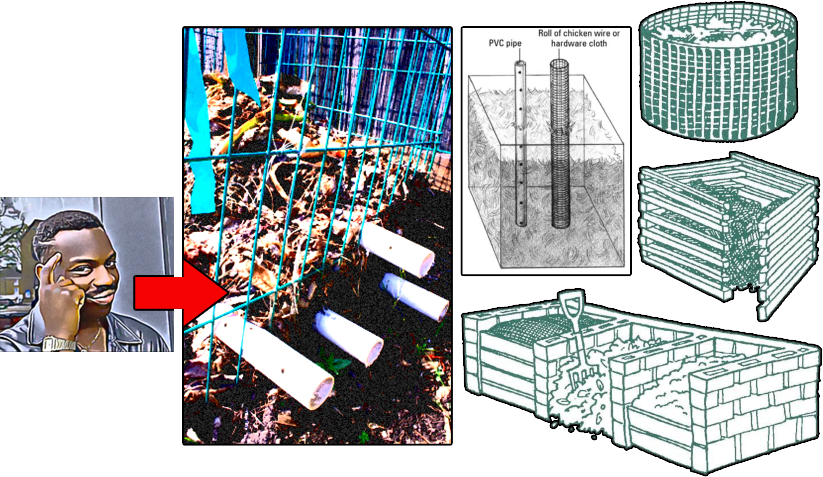 PVC pipe
Roll of chicken wire or
hardware cloth